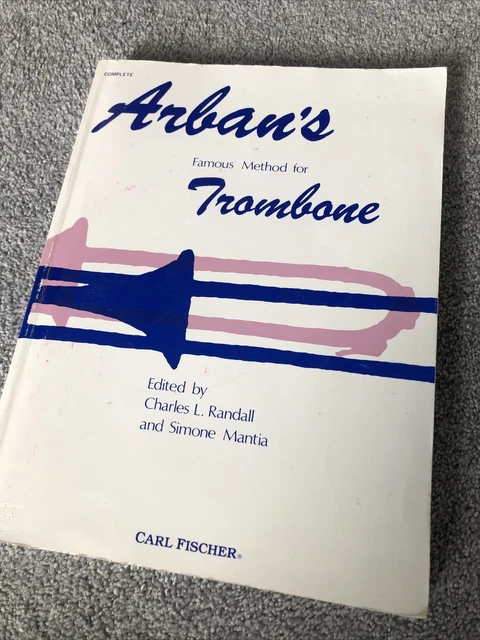 COMPLETE
Arban's
Famous Method for
Trombone
Edited by
Charles L. Randall
and Simone Mantia
CARL FISCHER®